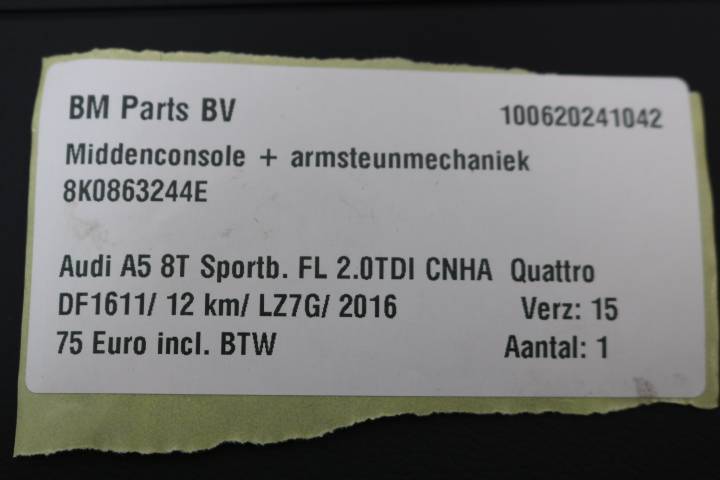 BM Parts BV 100620241042
Middenconsole + armsteunmechaniek
8K0863244E
Audi A5 8T Sportb. FL 2.0TDI CNHA Quattro
DF1611/ 12 km/ LZ7G/ 2016 Verz: 15
75 Euro incl. BTW Aantal: 1